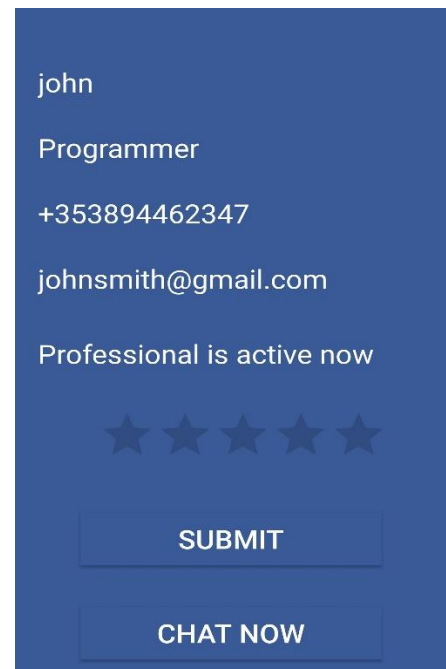 john
Programmer
+353894462347
johnsmith@gmail.com
Professional is active now
SUBMIT
CHAT NOW